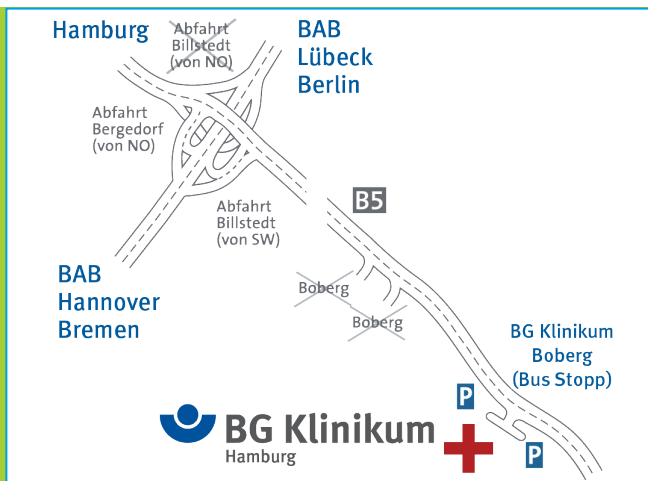 Hamburg
Abfahrt
Billstedt
(von NO)
BAB
Lübeck
Berlin
Abfahrt
Bergedorf
(von NO)
B5
Abfahrt
Billstedt
(von SW)
BAB
Hannover
Bremen
Boberg
Boberg
BG Klinikum
Boberg
(Bus Stopp)
P
BG Klinikum
Hamburg
P